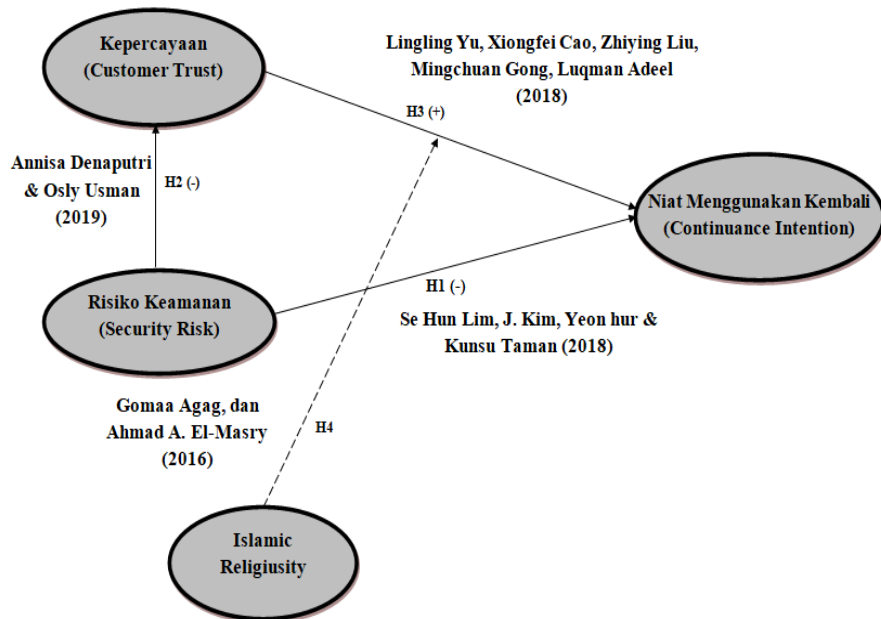 Kepercayaan
(Customer Trust)
Lingling Yu, Xiongfei Cao, Zhiying Liu,
Mingchuan Gong, Luqman Adeel
(2018)
H3 (+)
Annisa Denaputri
& Osly Usman
(2019)
H2 (-)
Niat Menggunakan Kembali
(Continuance Intention)
Risiko Keamanan
(Security Risk)
H1 (-)
Se Hun Lim, J. Kim, Yeon hur &
Kunsu Taman (2018)
Gomaa Agag, dan
Ahmad A. El-Masry
(2016)
H4
Islamic
Religiusity